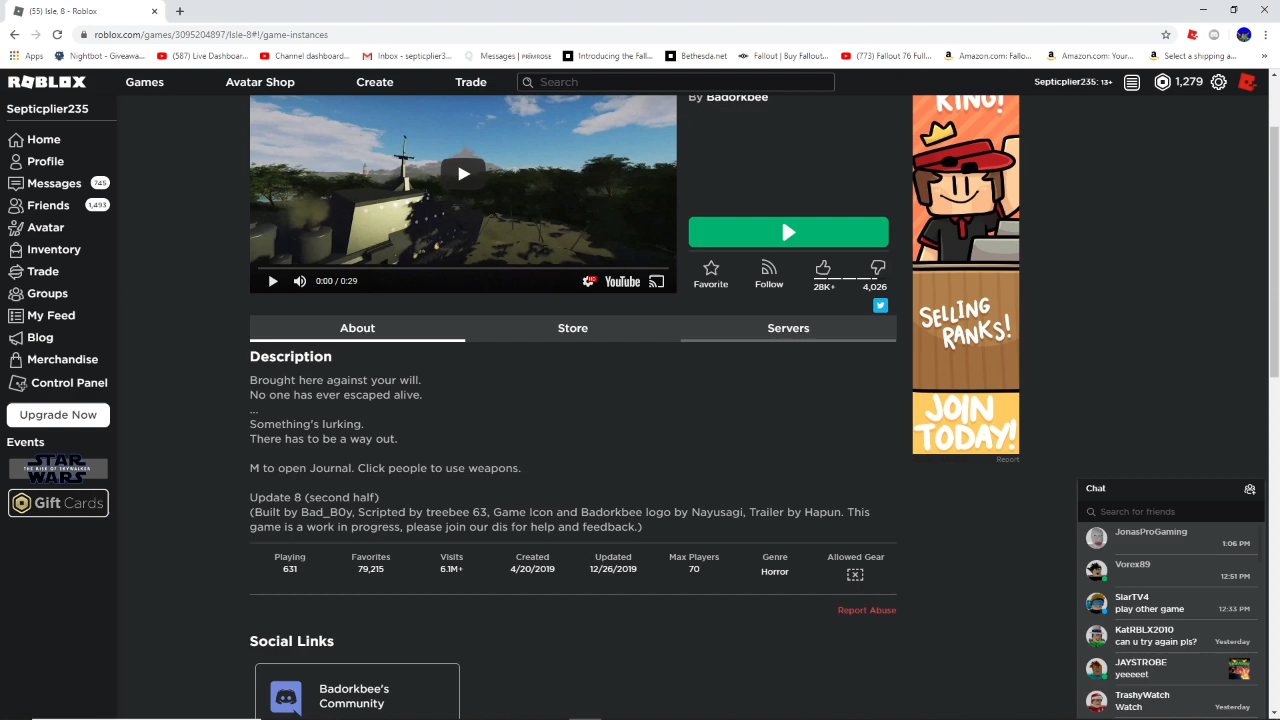 (55) Isle, 8 - Roblox
roblox.com/games/3095204897/Isle-8#!/game-instances
Apps
Nightbot - Giveawa...
(587) Live Dashboard...
Channel dashboard...
Inbox - septicplier3...
Messages | PRIMROSE
Introducing the Fall...
Bethesda.net
Fallout | Buy Fallout...
(773) Fallout 76 Full...
Amazon.com: Fallo...
Amazon.com: Your...
Select a shipping a...
ROBLOX
Games
Avatar Shop
Create
Trade
Search
Septicplier235: 13+
1,279
Septicplier235
Home
Profile
Messages 745
Friends 1,493
Avatar
Inventory
Trade
Groups
My Feed
Blog
Merchandise
Control Panel
Upgrade Now
Events
STAR
THE RISE OF SKYWALKER
WARS
Gift Cards
By Badorkbee
0:00 / 0:29
HD
YouTube
Favorite
Follow
28K+
4,026
About
Store
Servers
Description
Brought here against your will.
No one has ever escaped alive.
...
Something's lurking.
There has to be a way out.
M to open Journal. Click people to use weapons.
Update 8 (second half)
(Built by Bad_B0y, Scripted by treebee 63, Game Icon and Badorkbee logo by Nayusagi, Trailer by Hapun. This
game is a work in progress, please join our dis for help and feedback.)
Playing
631
Favorites
79,215
Visits
6.1M+
Created
4/20/2019
Updated
12/26/2019
Max Players
70
Genre
Horror
Allowed Gear
Report Abuse
Social Links
Badorkbee's
Community
KING!
SELLING
RANKS!
JOIN
TODAY!
Report
Chat
Search for friends
JonasProGaming
1:06 PM
Vorex89
12:51 PM
SiarTV4
play other game
12:33 PM
KatRBLX2010
can u try again pls?
Yesterday
JAYSTROBE
yeeeeet
TrashyWatch
Watch
Yesterday